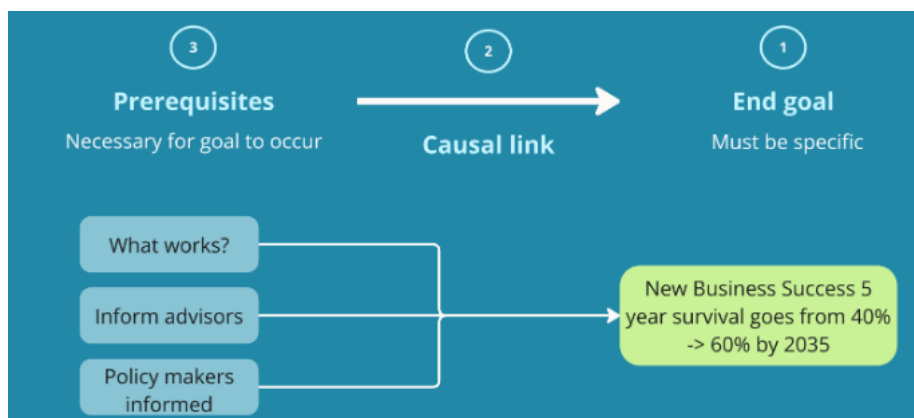 3
2
1
Prerequisites
End goal
Necessary for goal to occur
Causal link
Must be specific
What works?
Inform advisors
Policy makers
informed
New Business Success 5
year survival goes from 40%
-> 60% by 2035